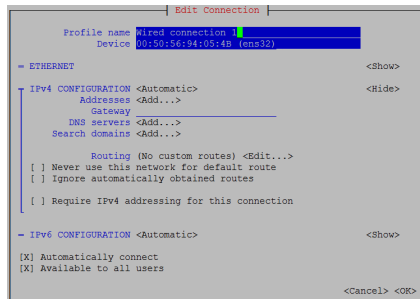 Edit Connection
Profile name Wired connection 1
Device 00:50:56:94:05:4B (ens32)
= ETHERNET <Show>
IPv4 CONFIGURATION <Automatic> <Hide>
Addresses <Add...>
Gateway
DNS servers <Add...>
Search domains <Add...>
Routing (No custom routes) <Edit...>
[ ] Never use this network for default route
[ ] Ignore automatically obtained routes
[ ] Require IPv4 addressing for this connection
= IPv6 CONFIGURATION <Automatic> <Show>
[X] Automatically connect
[X] Available to all users
<Cancel> <OK>